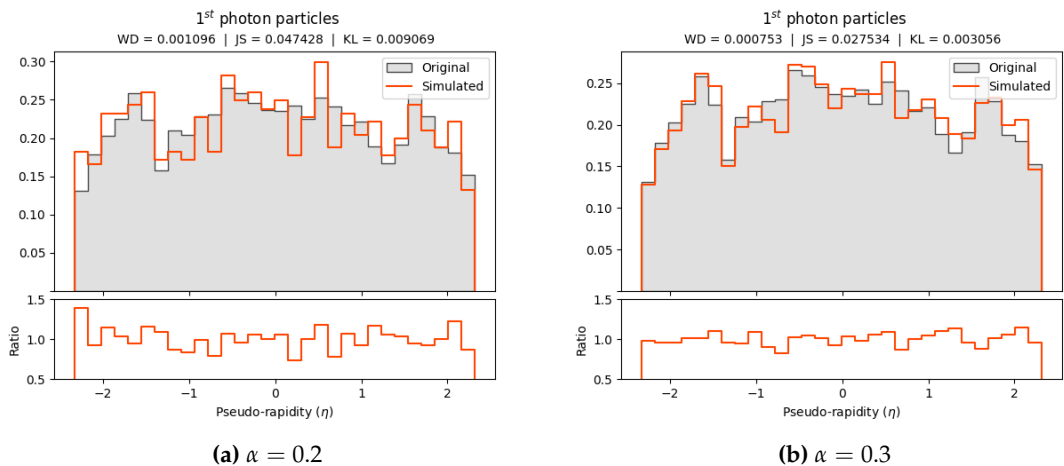 1st photon particles
WD = 0.001096 | JS = 0.047428 | KL = 0.009069
0.30
0.25
0.20
0.15
0.10
0.05
Original
Simulated
1.5
1.0
0.5
Ratio
−2
−1
0
1
2
Pseudo-rapidity (η)
(a) α = 0.2
1st photon particles
WD = 0.000753 | JS = 0.027534 | KL = 0.003056
0.25
0.20
0.15
0.10
0.05
Original
Simulated
1.5
1.0
0.5
Ratio
−2
−1
0
1
2
Pseudo-rapidity (η)
(b) α = 0.3